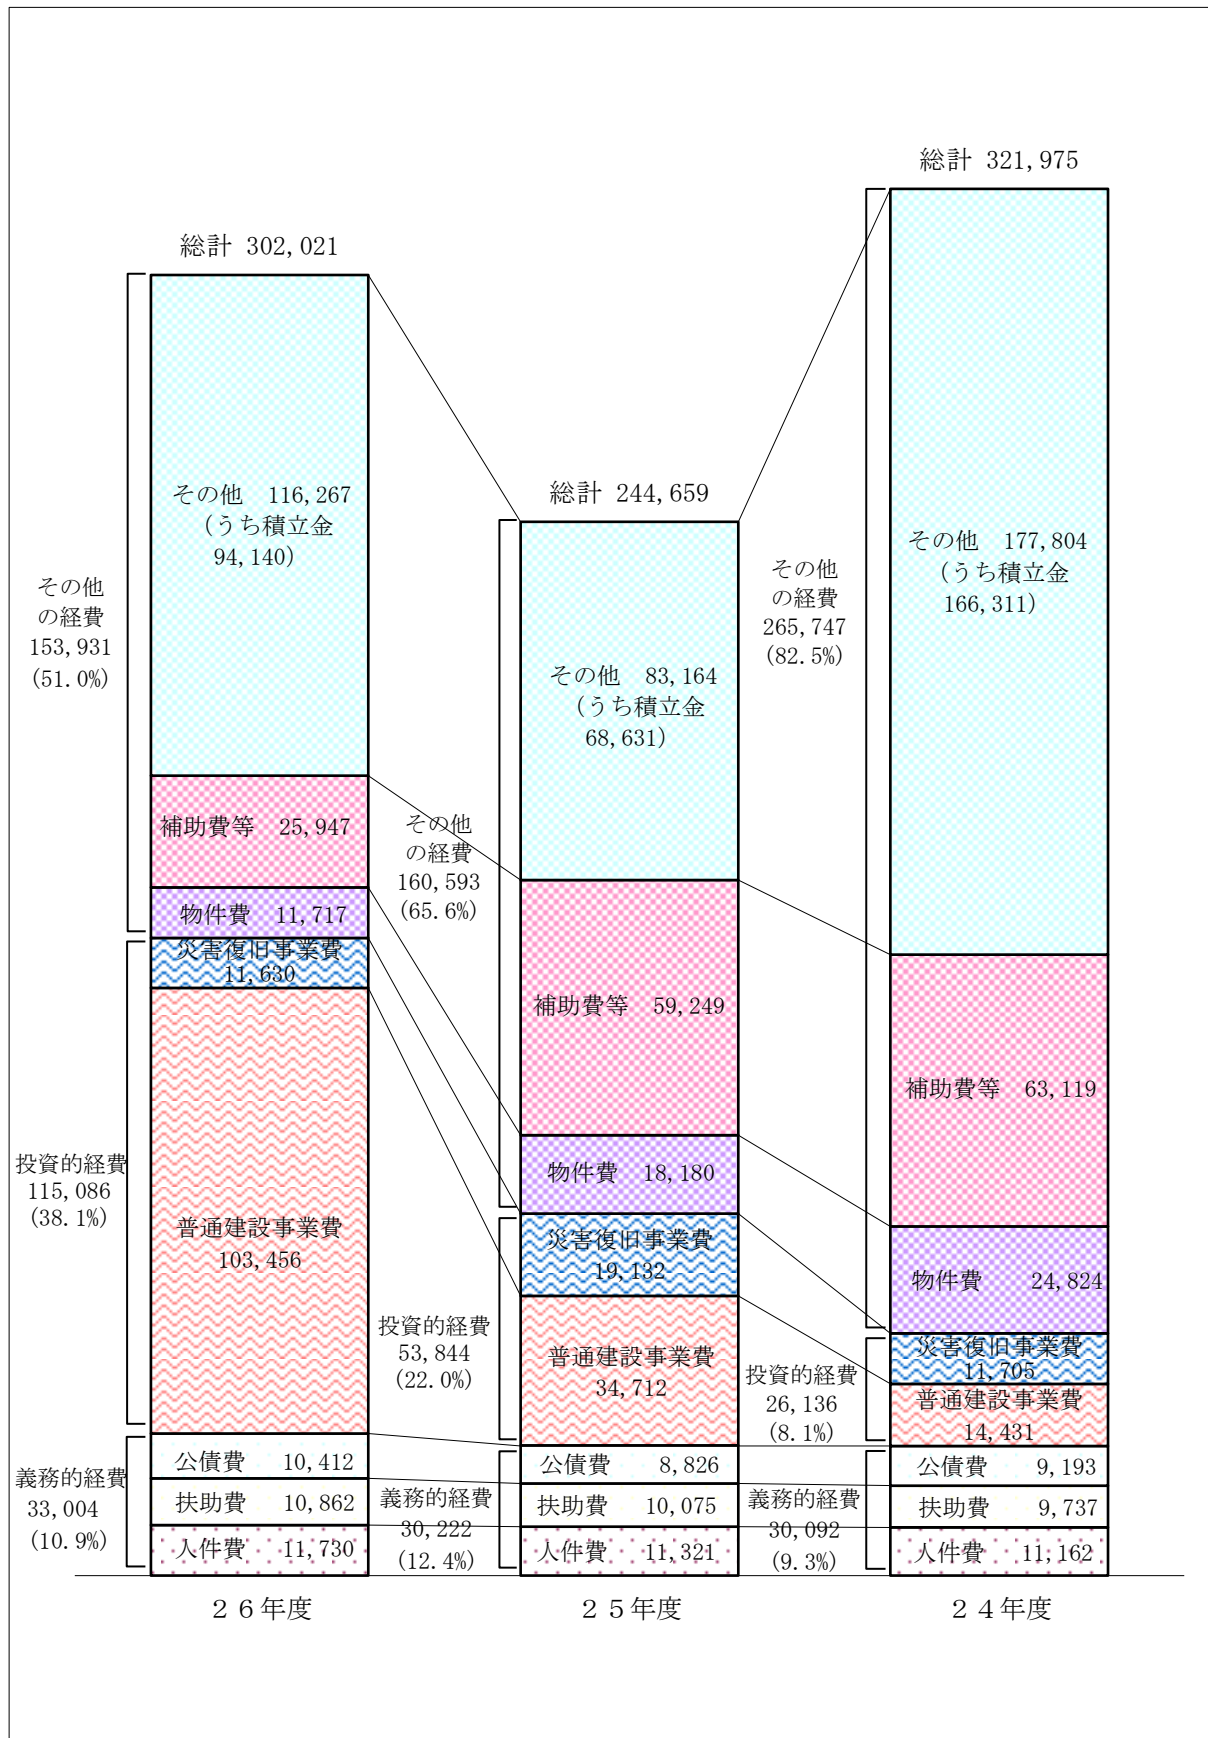 総計 321,975
総計 302,021
総計 244,659
その他
の経費
153,931
(51.0%)
その他 116,267
(うち積立金
94,140)
補助費等 25,947
物件費 11,717
投資的経費
115,086
(38.1%)
災害復旧事業費
11,630
普通建設事業費
103,456
義務的経費
33,004
(10.9%)
公債費 10,412
扶助費 10,862
人件費 11,730
26年度
その他
の経費
160,593
(65.6%)
その他 83,164
(うち積立金
68,631)
補助費等 59,249
物件費 18,180
投資的経費
53,844
(22.0%)
災害復旧事業費
19,132
普通建設事業費
34,712
義務的経費
30,222
(12.4%)
公債費 8,826
扶助費 10,075
人件費 11,321
25年度
その他
の経費
265,747
(82.5%)
その他 177,804
(うち積立金
166,311)
補助費等 63,119
物件費 24,824
投資的経費
26,136
(8.1%)
災害復旧事業費
11,705
普通建設事業費
14,431
義務的経費
30,092
(9.3%)
公債費 9,193
扶助費 9,737
人件費 11,162
24年度